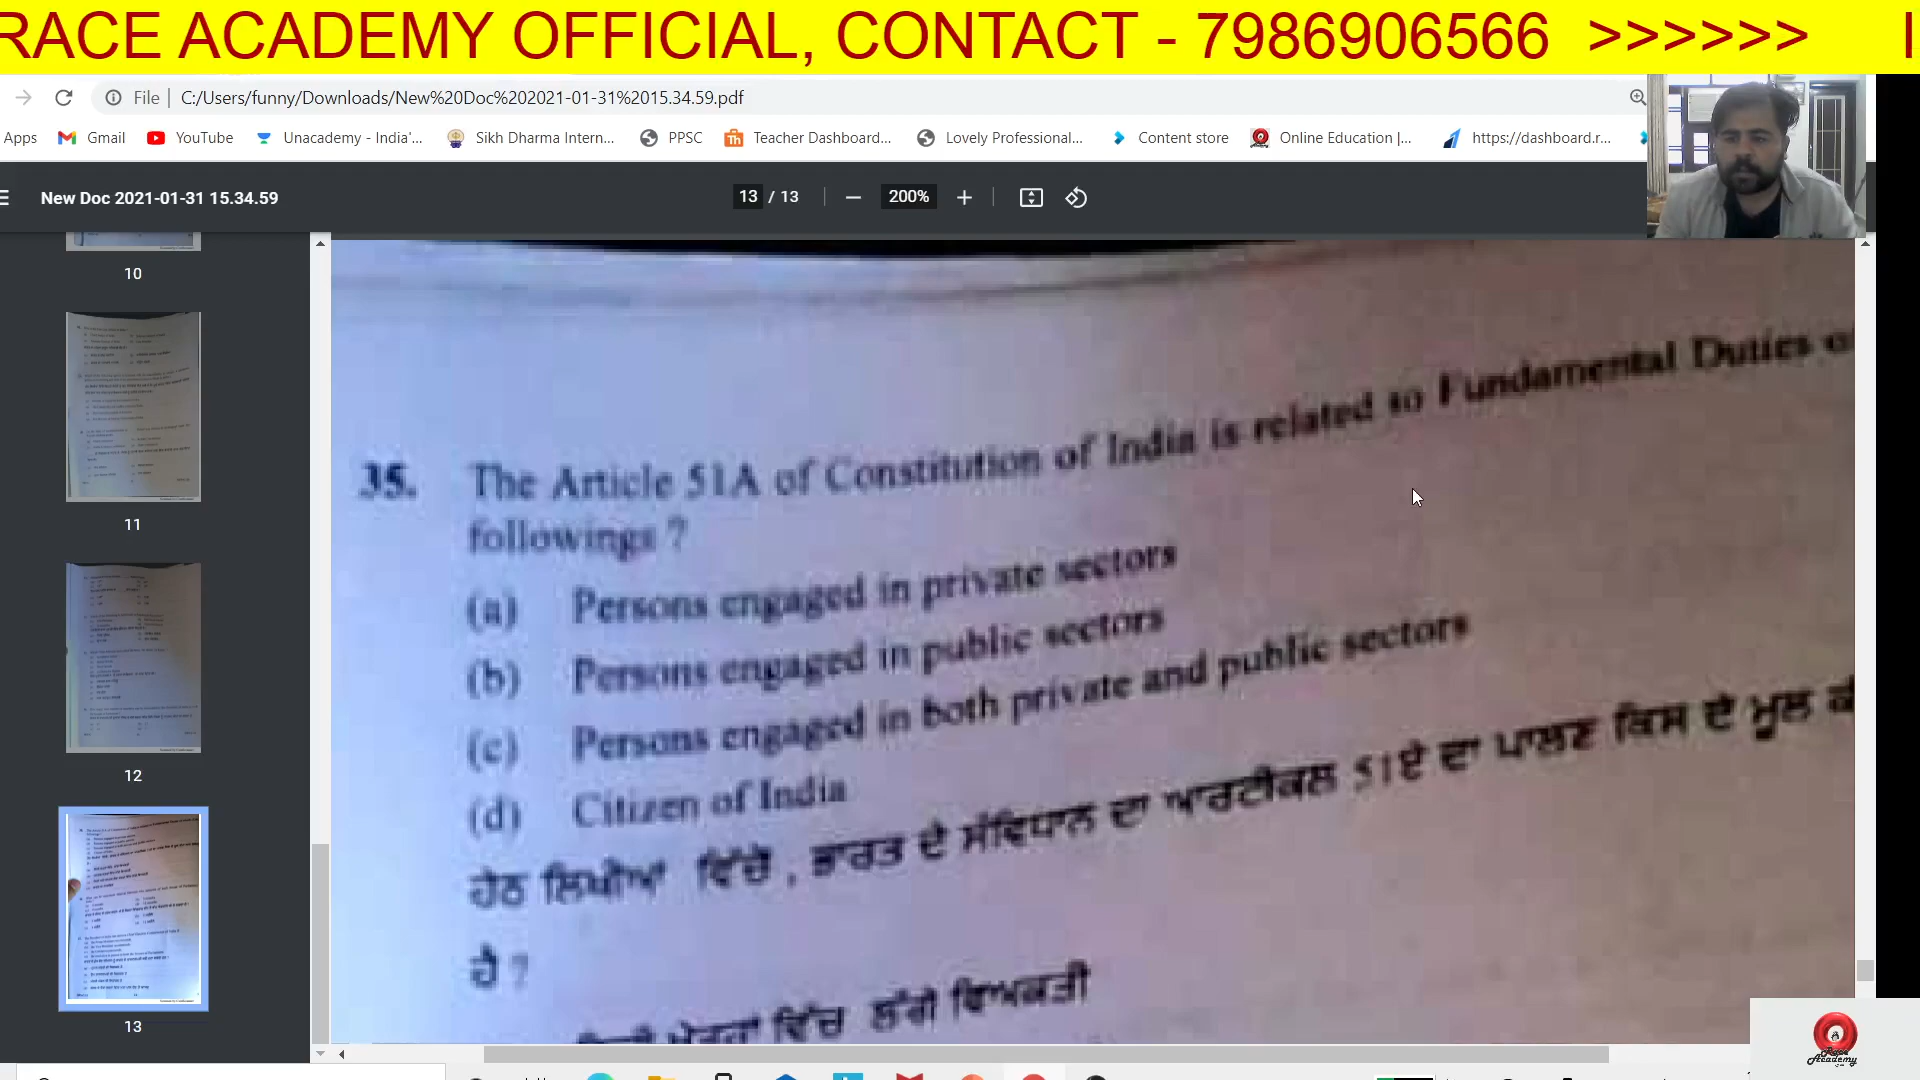 RACE ACADEMY OFFICIAL, CONTACT - 7986906566 >>>>>>
File C:/Users/funny/Downloads/New%20Doc%202021-01-31%2015.34.59.pdf
Apps Gmail YouTube Unacademy - India'... Sikh Dharma Intern... PPSC Teacher Dashboard... Lovely Professional... Content store Online Education |... https://dashboard.r...
New Doc 2021-01-31 15.34.59 13 / 13 200%
10
11
12
13
35. The Article 51A of Constitution of India is related to Fundamental Duties of
followings ?
(a) Persons engaged in private sectors
(b) Persons engaged in public sectors
(c) Persons engaged in both private and public sectors
(d) Citizen of India
ਹੇਠ ਲਿਖੀਆਂ ਵਿੱਚੋਂ , ਭਾਰਤ ਦੇ ਸੰਵਿਧਾਨ ਦਾ ਆਰਟੀਕਲ 51ਏ ਦਾ ਪਾਲਣ ਕਿਸ ਦੇ ਮੂਲ
ਹੈ ?
ਵਿੱਚ ਲੱਗੇ ਵਿਅਕਤੀ
Race
Academy